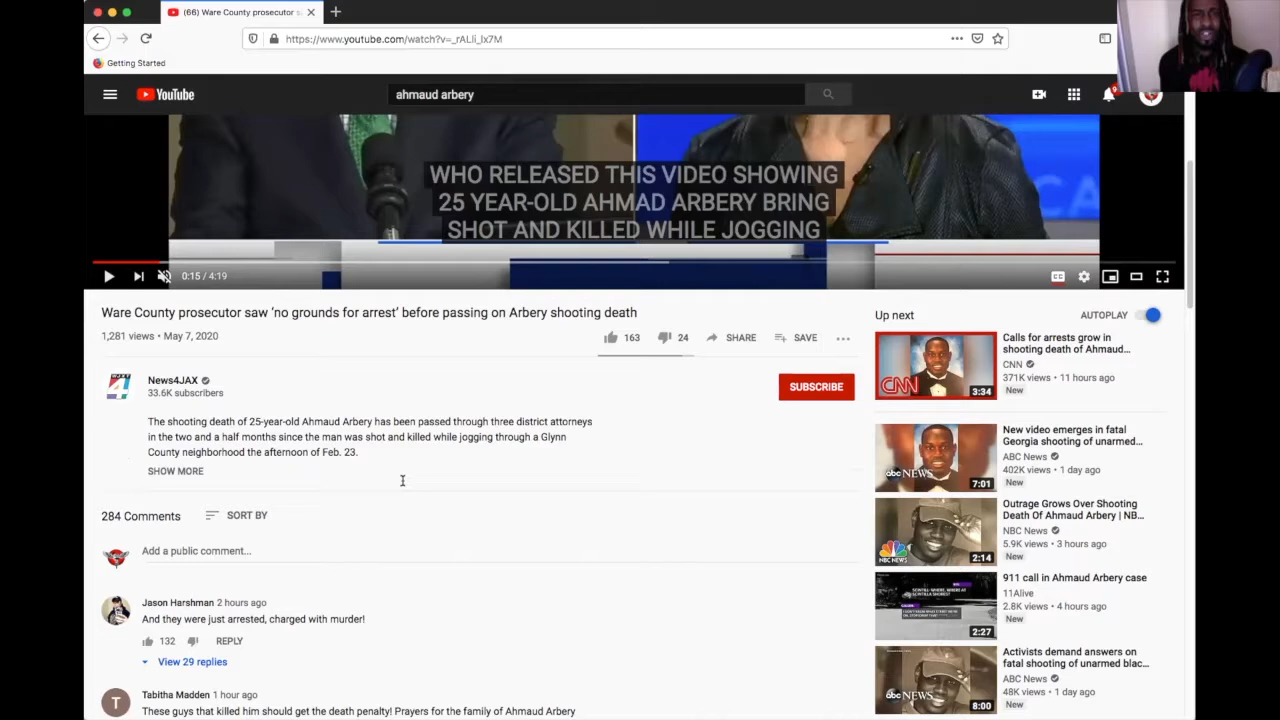 (66) Ware County prosecutor s
https://www.youtube.com/watch?v=_rALli_lx7M
Getting Started
YouTube
ahmaud arbery
9
WHO RELEASED THIS VIDEO SHOWING
25 YEAR-OLD AHMAD ARBERY BRING
SHOT AND KILLED WHILE JOGGING
0:15 / 4:19
CC
Ware County prosecutor saw 'no grounds for arrest' before passing on Arbery shooting death
1,281 views • May 7, 2020
163
24
SHARE
SAVE
News4JAX
33.6K subscribers
SUBSCRIBE
The shooting death of 25-year-old Ahmaud Arbery has been passed through three district attorneys
in the two and a half months since the man was shot and killed while jogging through a Glynn
County neighborhood the afternoon of Feb. 23.
SHOW MORE
284 Comments
SORT BY
Add a public comment...
Jason Harshman 2 hours ago
And they were just arrested, charged with murder!
132
REPLY
View 29 replies
T
Tabitha Madden 1 hour ago
These guys that killed him should get the death penalty! Prayers for the family of Ahmaud Arbery
Up next
AUTOPLAY
CNN
3:34
Calls for arrests grow in
shooting death of Ahmaud...
CNN
371K views • 11 hours ago
New
abc NEWS
7:01
New video emerges in fatal
Georgia shooting of unarmed...
ABC News
402K views • 1 day ago
New
NBC NEWS
2:14
Outrage Grows Over Shooting
Death Of Ahmaud Arbery | NB...
NBC News
5.9K views • 3 hours ago
New
2:27
911 call in Ahmaud Arbery case
11Alive
2.8K views • 4 hours ago
New
abc NEWS
8:00
Activists demand answers on
fatal shooting of unarmed blac...
ABC News
48K views • 1 day ago
New